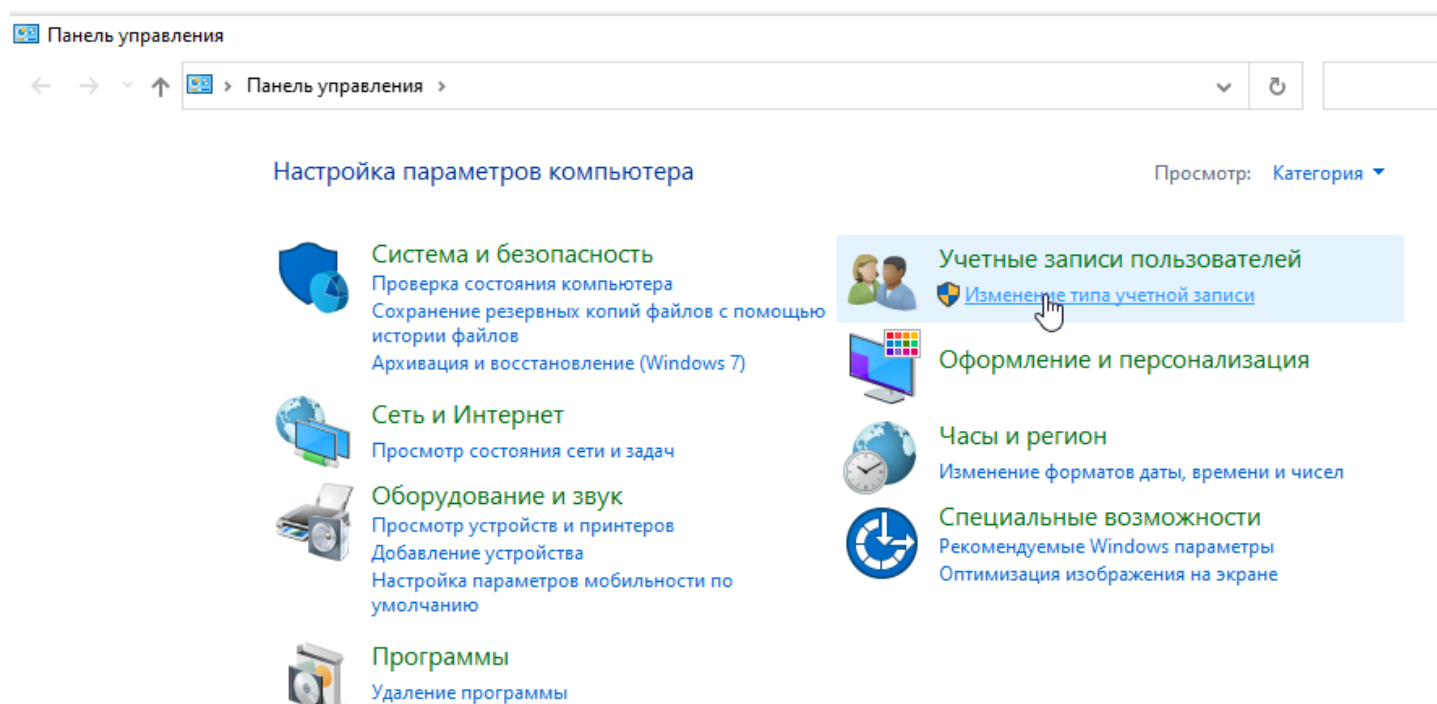 Панель управления
Панель управления
Настройка параметров компьютера
Просмотр: Категория
Система и безопасность
Проверка состояния компьютера
Сохранение резервных копий файлов с помощью
истории файлов
Архивация и восстановление (Windows 7)
Сеть и Интернет
Просмотр состояния сети и задач
Оборудование и звук
Просмотр устройств и принтеров
Добавление устройства
Настройка параметров мобильности по
умолчанию
Программы
Удаление программы
Учетные записи пользователей
Изменение типа учетной записи
Оформление и персонализация
Часы и регион
Изменение форматов даты, времени и чисел
Специальные возможности
Рекомендуемые Windows параметры
Оптимизация изображения на экране